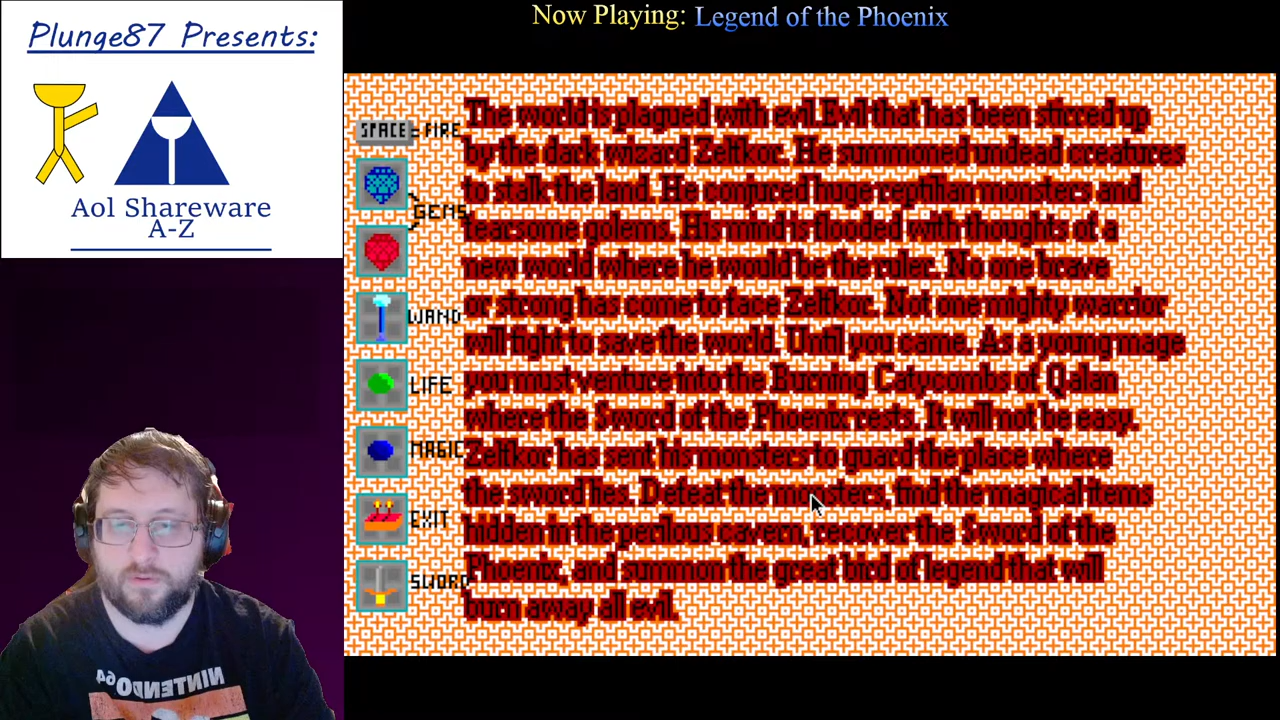 Now Playing: Legend of the Phoenix
Plunge87 Presents:
Aol Shareware
A-Z
SPACE = FIRE
GEMS
WAND
LIFE
MAGIC
EXIT
SWORD
The world is plagued with evil.Evil that has been stirred up
by the dark wizard Zelfkor. He summoned undead creatures
to stalk the land. He conjured huge reptilian monsters and
fearsome golems. His mind is flooded with thoughts of a
new world where he would be the ruler. No one brave
or strong has come to face Zelfkor. Not one mighty warrior
will fight to save the world. Until you came. As a young mage
you must venture into the Burning Catycombs of Qalan
where the Sword of the Phoenix rests. It will not be easy.
Zelfkor has sent his monsters to guard the place where
the sword lies. Defeat the monsters, find the magical items
hidden in the perilous cavern, recover the Sword of the
Phoenix, and summon the great bird of legend that will
burn away all evil.
NINTENDO64